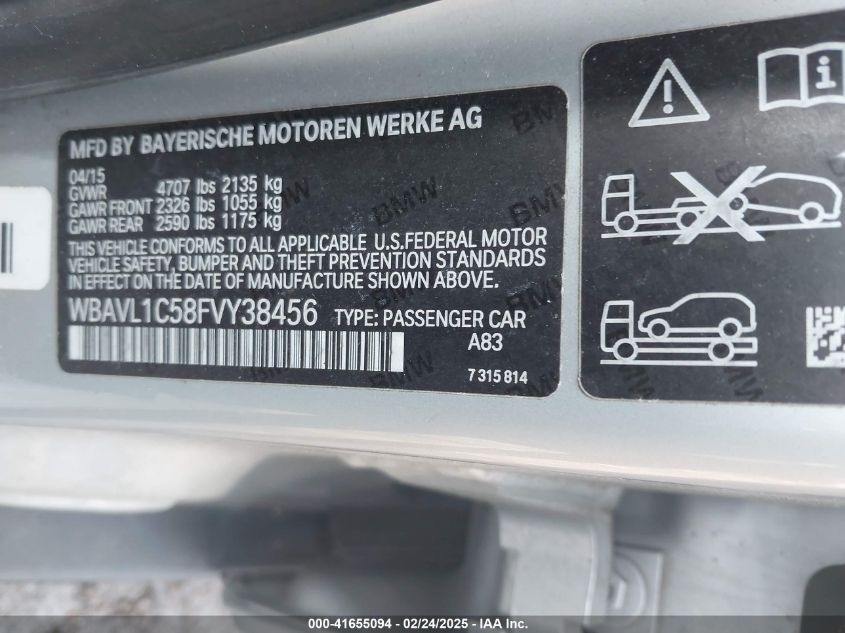 MFD BY BAYERISCHE MOTOREN WERKE AG
04/15
GVWR 4707 lbs 2135 kg
GAWR FRONT 2326 lbs 1055 kg
GAWR REAR 2590 lbs 1175 kg
THIS VEHICLE CONFORMS TO ALL APPLICABLE U.S.FEDERAL MOTOR
VEHICLE SAFETY, BUMPER AND THEFT PREVENTION STANDARDS
IN EFFECT ON THE DATE OF MANUFACTURE SHOWN ABOVE.
WBAVL1C58FVY38456 TYPE: PASSENGER CAR
A83
7 315 814
000-41655094 - 02/24/2025 - IAA Inc.